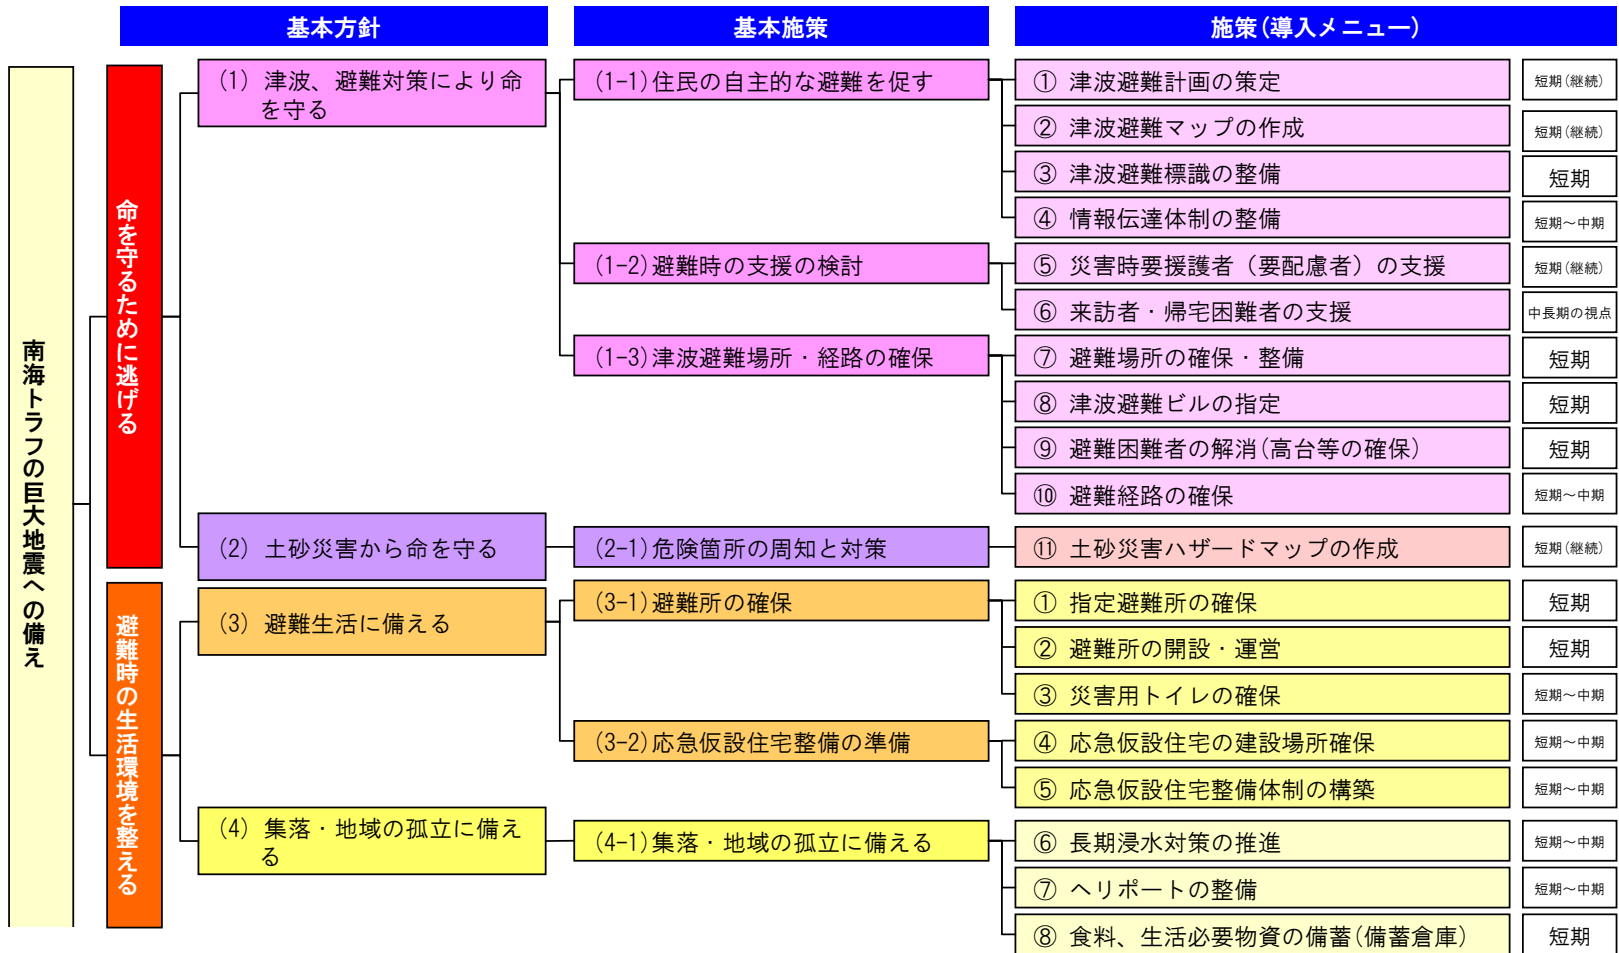 基本方針
基本施策
施策(導入メニュー)
南海トラフの巨大地震への備え
命を守るために逃げる
(1) 津波、避難対策により命
を守る
(1-1)住民の自主的な避難を促す
① 津波避難計画の策定
短期(継続)
② 津波避難マップの作成
短期(継続)
③ 津波避難標識の整備
短期
④ 情報伝達体制の整備
短期～中期
(1-2)避難時の支援の検討
⑤ 災害時要援護者（要配慮者）の支援
短期(継続)
⑥ 来訪者・帰宅困難者の支援
中長期の視点
(1-3)津波避難場所・経路の確保
⑦ 避難場所の確保・整備
短期
⑧ 津波避難ビルの指定
短期
⑨ 避難困難者の解消(高台等の確保)
短期
⑩ 避難経路の確保
短期～中期
(2) 土砂災害から命を守る
(2-1)危険箇所の周知と対策
⑪ 土砂災害ハザードマップの作成
短期(継続)
避難時の生活環境を整える
(3) 避難生活に備える
(3-1)避難所の確保
① 指定避難所の確保
短期
② 避難所の開設・運営
短期
③ 災害用トイレの確保
短期～中期
(3-2)応急仮設住宅整備の準備
④ 応急仮設住宅の建設場所確保
短期～中期
⑤ 応急仮設住宅整備体制の構築
短期～中期
(4) 集落・地域の孤立に備え
る
(4-1)集落・地域の孤立に備える
⑥ 長期浸水対策の推進
短期～中期
⑦ ヘリポートの整備
短期～中期
⑧ 食料、生活必要物資の備蓄(備蓄倉庫)
短期